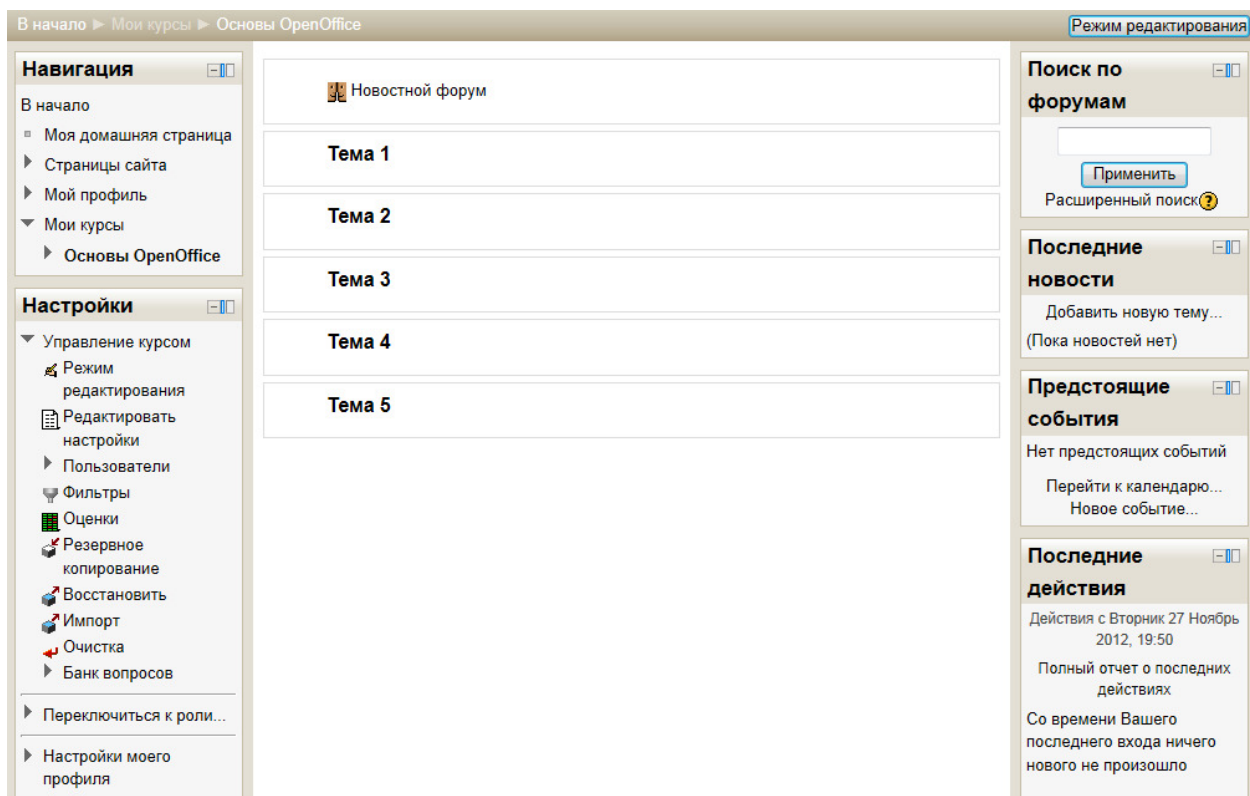 В начало ► Мои курсы ► Основы OpenOffice
Режим редактирования
Навигация
В начало
Моя домашняя страница
Страницы сайта
Мой профиль
Мои курсы
Основы OpenOffice
Настройки
Управление курсом
Режим
редактирования
Редактировать
настройки
Пользователи
Фильтры
Оценки
Резервное
копирование
Восстановить
Импорт
Очистка
Банк вопросов
Переключиться к роли...
Настройки моего
профиля
Новостной форум
Тема 1
Тема 2
Тема 3
Тема 4
Тема 5
Поиск по
форумам
Применить
Расширенный поиск?
Последние
новости
Добавить новую тему...
(Пока новостей нет)
Предстоящие
события
Нет предстоящих событий
Перейти к календарю...
Новое событие...
Последние
действия
Действия с Вторник 27 Ноябрь
2012, 19:50
Полный отчет о последних
действиях
Со времени Вашего
последнего входа ничего
нового не произошло